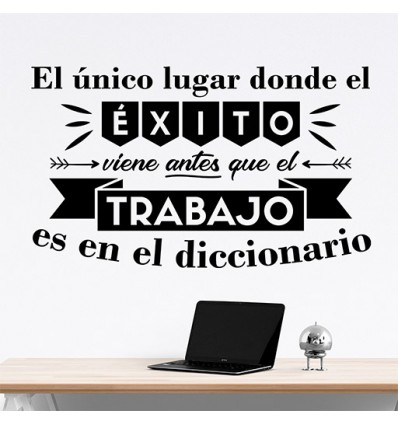 El único lugar donde el
ÉXITO
viene antes que el
TRABAJO
es en el diccionario